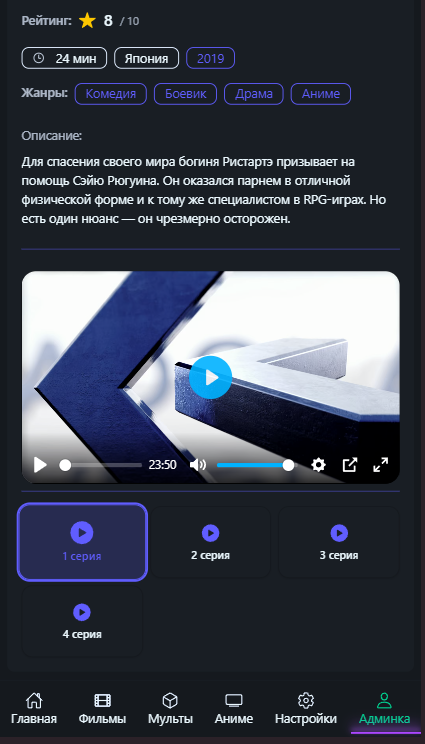 Рейтинг: 8 / 10
24 мин Япония 2019
Жанры: Комедия Боевик Драма Аниме
Описание:
Для спасения своего мира богиня Ристартэ призывает на
помощь Сэйю Рюгуина. Он оказался парнем в отличной
физической форме и к тому же специалистом в RPG-играх. Но
есть один нюанс — он чрезмерно осторожен.
23:50
1 серия 2 серия 3 серия
4 серия
Главная Фильмы Мульты Аниме Настройки Админка